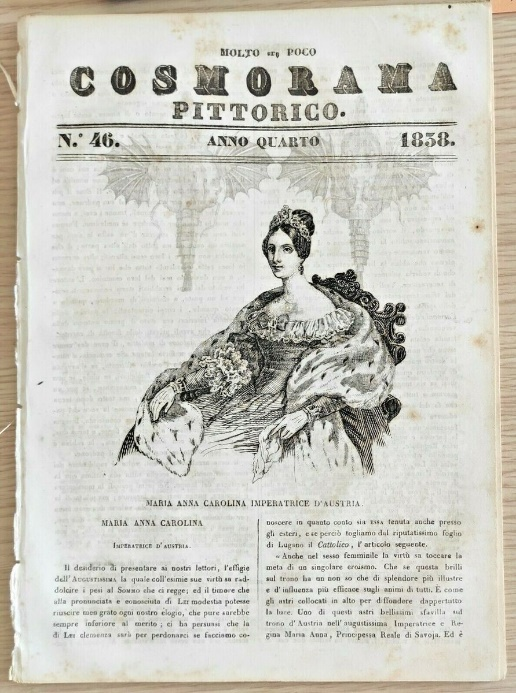 MOLTO con POCO
COSMORAMA
PITTORICO.
N.° 46.
ANNO QUARTO
1838.
MARIA ANNA CAROLINA IMPERATRICE D'AUSTRIA.
MARIA ANNA CAROLINA
IMPERATRICE D'AUSTRIA.
Il desiderio di presentare ai nostri lettori, l'effigie
dell'AUGUSTISSIMA la quale coll'esimie sue virtù sa rad-
dolcire i pesi al SOMMO che ci regge; ed il timore che
alla pronunciata e conosciuta di LEI modestia potesse
riuscire men grato ogni nostro elogio, che pure sarebbe
sempre inferiore al merito; ci ha persuasi che la
di LEI clemenza sarà per perdonarci se facciamo co-
noscere in quanto conto sia ESSA tenuta anche presso
gli esteri, e se perciò togliamo dal riputatissimo foglio
di Lugano il Cattolico, l'articolo seguente.
« Anche nel sesso femminile la virtù sa toccare la
meta di un singolare eroismo. Che se questa brilli
sul trono ha un non so che di splendore più illustre
e d'influenza più efficace sugli animi di tutti. È come
gli astri collocati in alto per diffondere dappertutto
la luce. Uno di questi astri bellissimi sfavilla sul
trono d'Austria nell'augustissima Imperatrice e Re-
gina Maria Anna, Principessa Reale di Savoja. Ed è